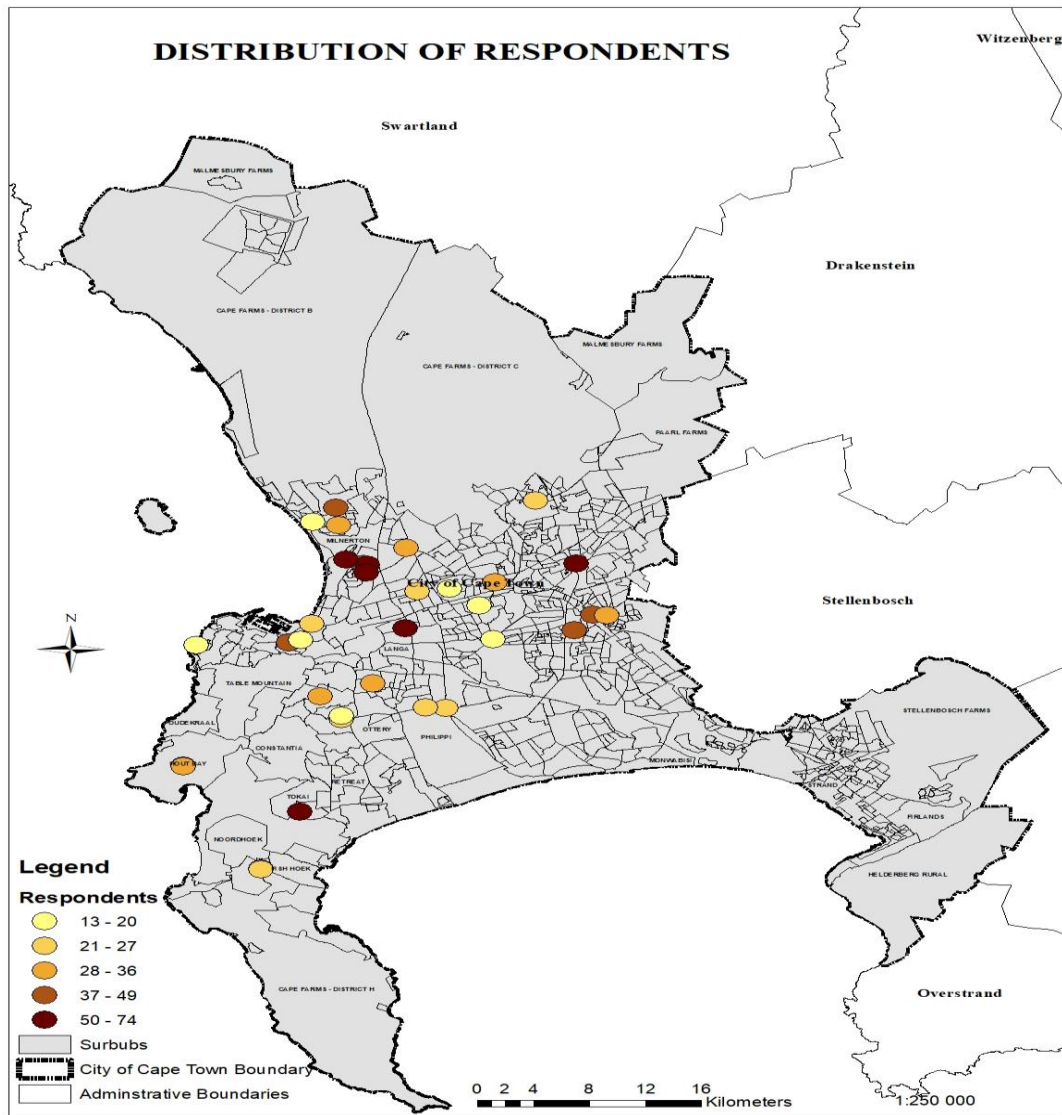 DISTRIBUTION OF RESPONDENTS
Witzenberg
Swartland
MALMESBURY FARMS
Drakenstein
CAPE FARMS - DISTRICT B
MALMESBURY FARMS
CAPE FARMS - DISTRICT C
PAARL FARMS
MILNERTON
City of Cape Town
Stellenbosch
N
LANGA
TABLE MOUNTAIN
STELLENBOSCH FARMS
OUDEKRAAL
OTTERY
PHILIPPI
CONSTANTIA
HOUT BAY
MONWABISI
RETREAT
STRAND
TOKAI
FIRLANDS
NOORDHOEK
SH HOEK
HELDERBERG RURAL
Legend
Respondents
13 - 20
21 - 27
28 - 36
37 - 49
50 - 74
Surbubs
City of Cape Town Boundary
Adminstrative Boundaries
CAPE FARMS - DISTRICT H
Overstrand
0 2 4 8 12 16
Kilometers
1:250 000